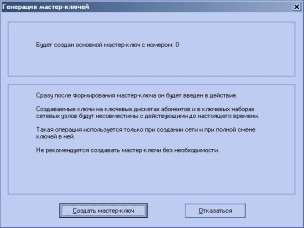 Генерация мастер-ключей
Будет создан основной мастер-ключ с номером: 0
Сразу после формирования мастер-ключа он будет введен в действие.
Создаваемые ключи на ключевых дискетах абонентов и в ключевых наборах
сетевых узлов будут несовместимы с действующими до настоящего времени.
Такая операция используется только при создании сети и при полной смене
ключей в ней.
Не рекомендуется создавать мастер-ключи без необходимости.
Создать мастер-ключ
Отказаться